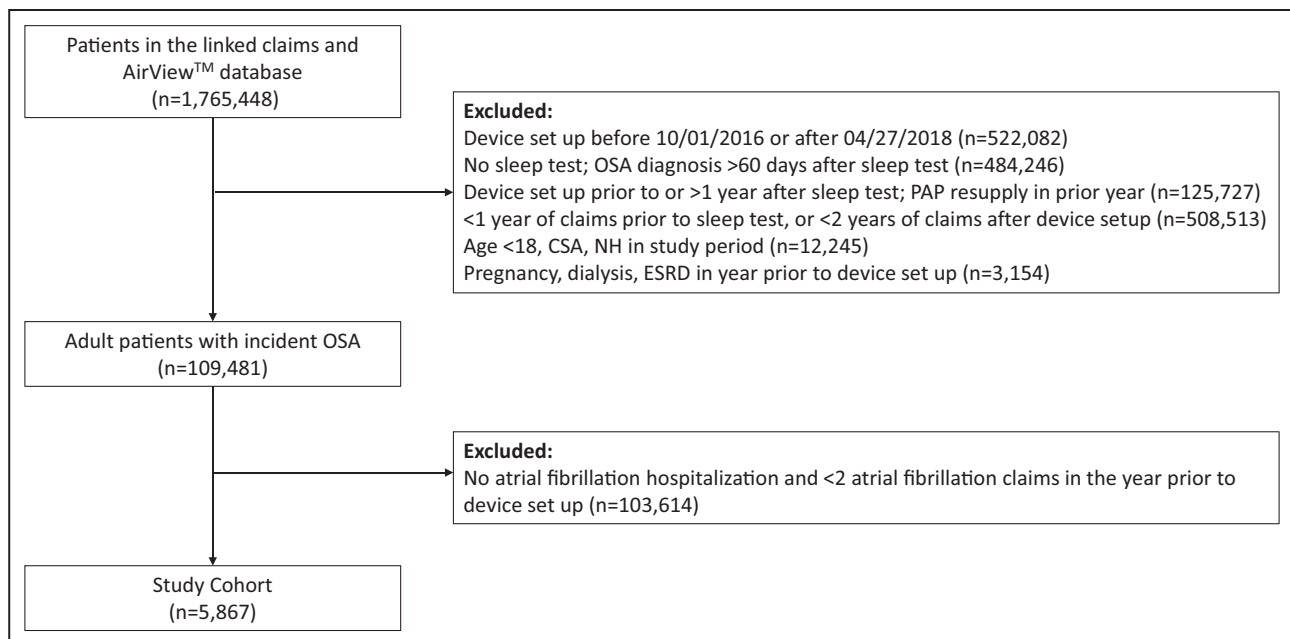 Patients in the linked claims and
AirView™ database
(n=1,765,448)
Excluded:
Device set up before 10/01/2016 or after 04/27/2018 (n=522,082)
No sleep test; OSA diagnosis >60 days after sleep test (n=484,246)
Device set up prior to or >1 year after sleep test; PAP resupply in prior year (n=125,727)
<1 year of claims prior to sleep test, or <2 years of claims after device setup (n=508,513)
Age <18, CSA, NH in study period (n=12,245)
Pregnancy, dialysis, ESRD in year prior to device set up (n=3,154)
Adult patients with incident OSA
(n=109,481)
Excluded:
No atrial fibrillation hospitalization and <2 atrial fibrillation claims in the year prior to
device set up (n=103,614)
Study Cohort
(n=5,867)